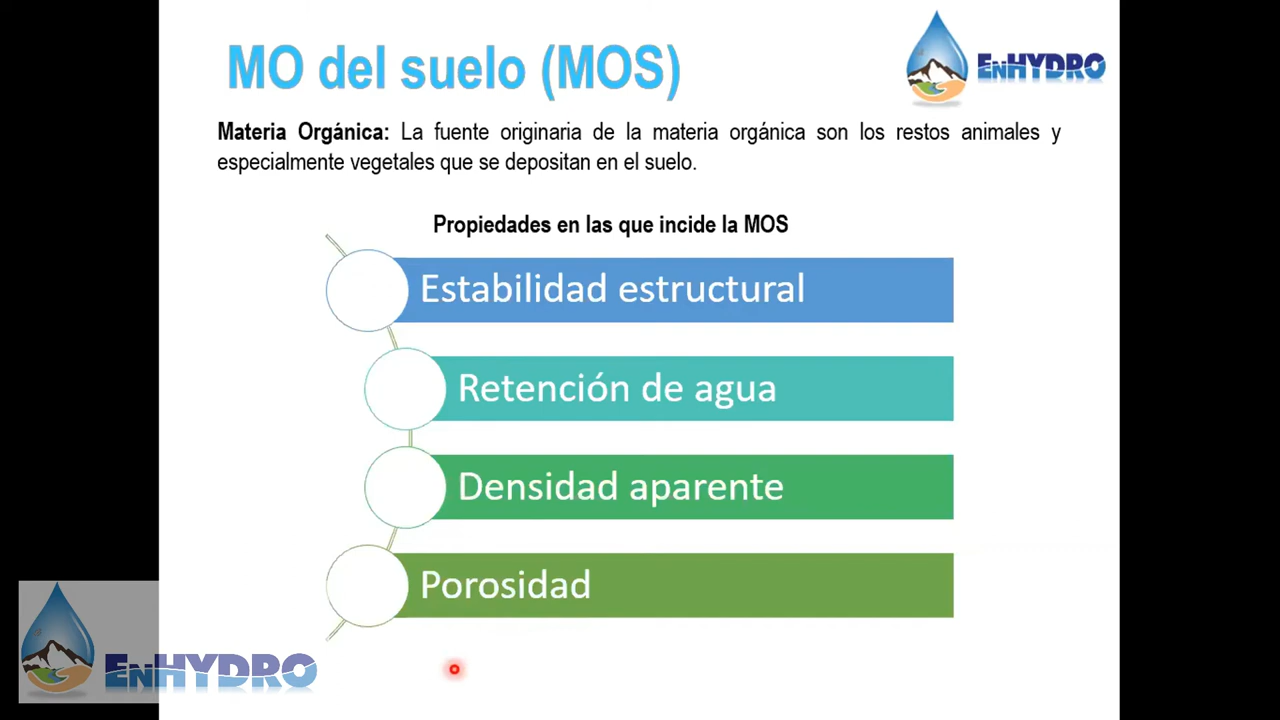 MO del suelo (MOS)
EnHYDRO
Materia Orgánica: La fuente originaria de la materia orgánica son los restos animales y
especialmente vegetales que se depositan en el suelo.
Propiedades en las que incide la MOS
Estabilidad estructural
Retención de agua
Densidad aparente
Porosidad
EnHYDRO